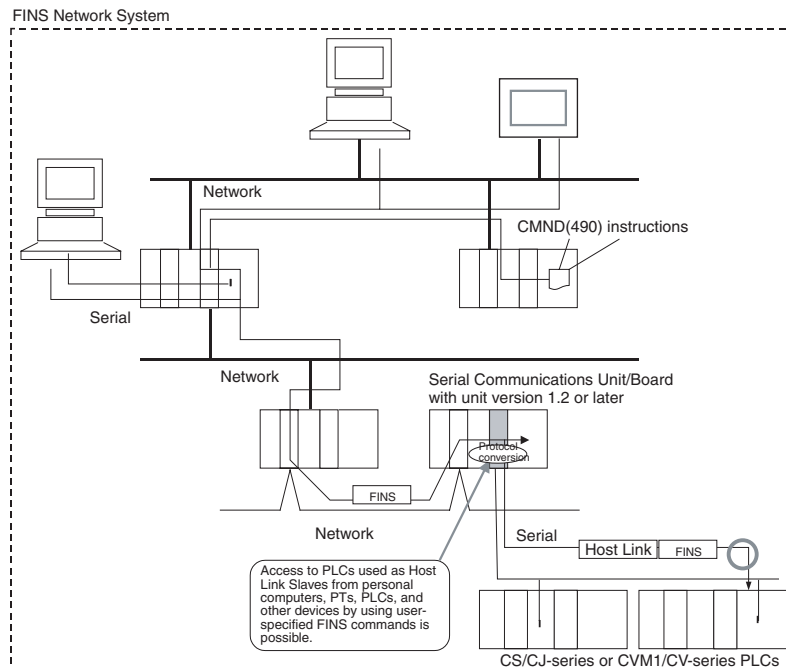 FINS Network System
Network
CMND(490) instructions
Serial
Network
Serial Communications Unit/Board
with unit version 1.2 or later
Protocol
conversion
FINS
Network
Serial
Host Link
FINS
Access to PLCs used as Host
Link Slaves from personal
computers, PTs, PLCs, and
other devices by using user-
specified FINS commands is
possible.
CS/CJ-series or CVM1/CV-series PLCs